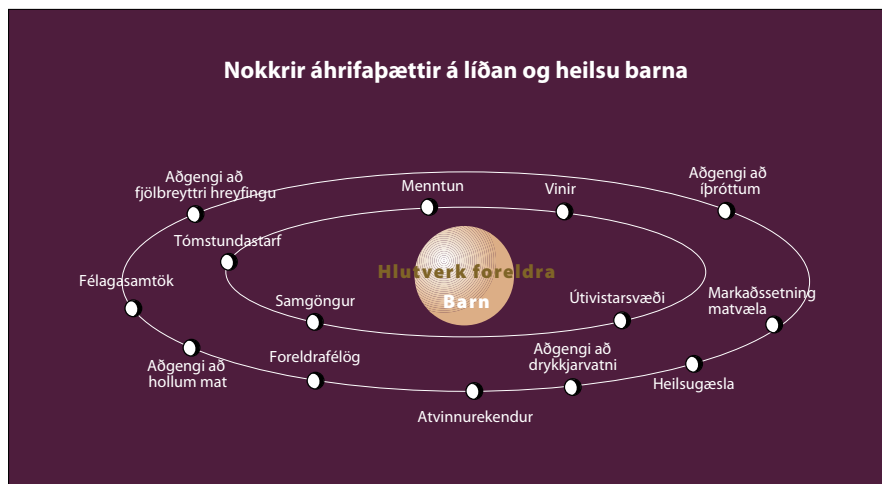 Nokkrir áhrifaþættir á líðan og heilsu barna
Aðgengi að
fjölbreyttri hreyfingu
Menntun
Vinir
Aðgengi að
íþróttum
Tómstundastarf
Félagasamtök
Hlutverk foreldra
Barn
Samgöngur
Útivistarsvæði
Markaðssetning
matvæla
Aðgengi að
hollum mat
Foreldrafélög
Aðgengi að
drykkjarvatni
Heilsugæsla
Atvinnurekendur